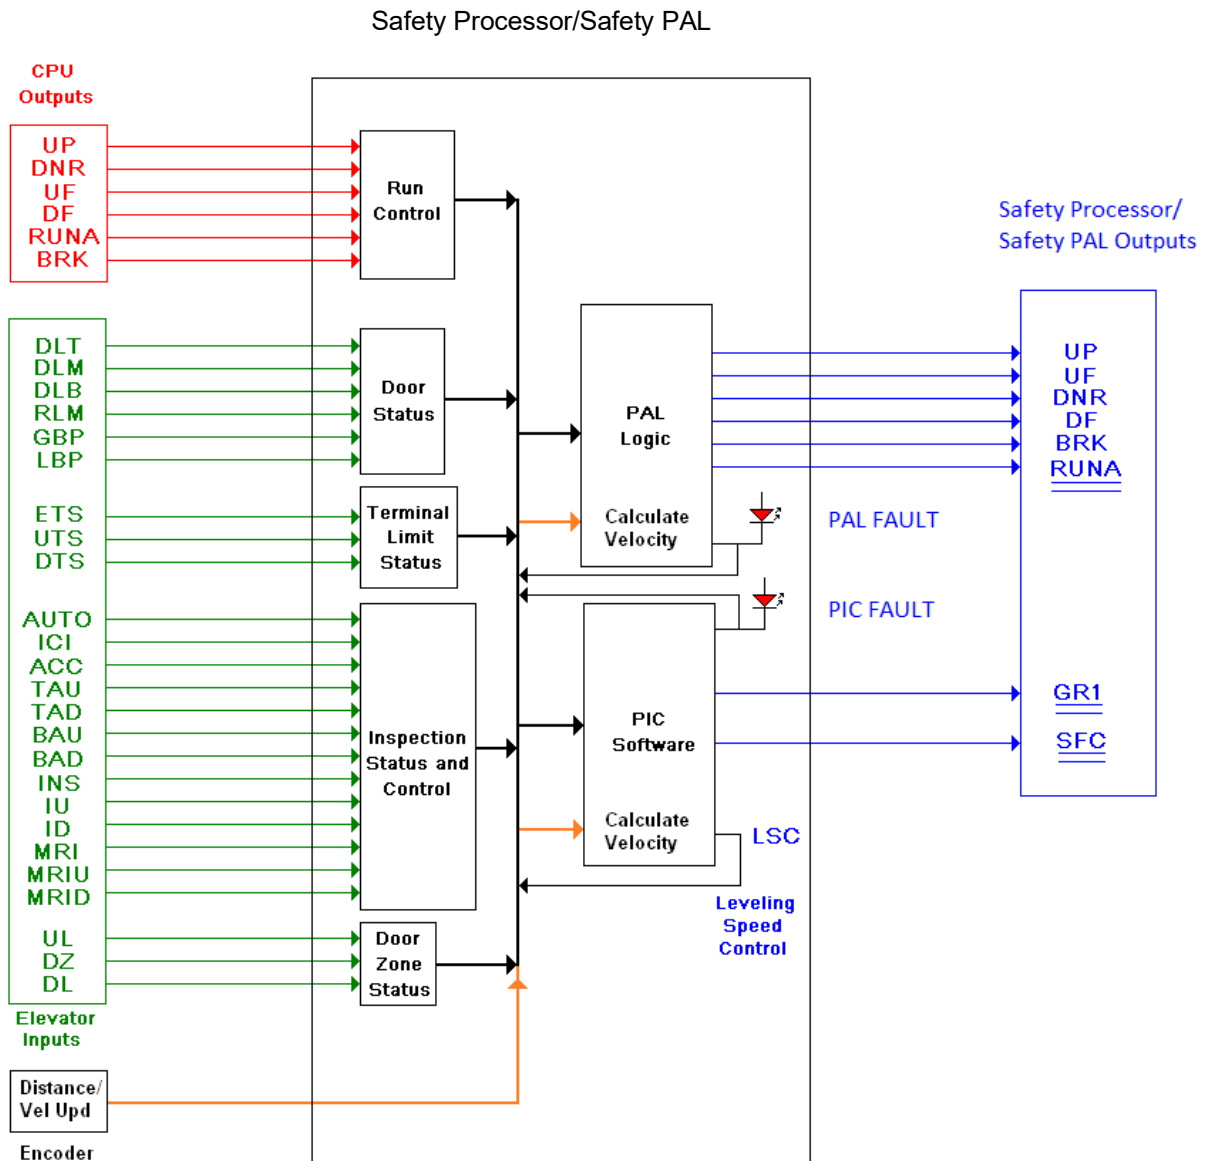 Safety Processor/Safety PAL
CPU
Outputs
UP
DNR
UF
DF
RUNA
BRK
Run
Control
DLT
DLM
DLB
RLM
GBP
LBP
Door
Status
ETS
UTS
DTS
Terminal
Limit
Status
AUTO
ICI
ACC
TAU
TAD
BAU
BAD
INS
IU
ID
MRI
MRIU
MRID
Inspection
Status and
Control
UL
DZ
DL
Door
Zone
Status
Elevator
Inputs
Distance/
Vel Upd
Encoder
PAL
Logic
Calculate
Velocity
PAL FAULT
PIC FAULT
PIC
Software
Calculate
Velocity
LSC
Leveling
Speed
Control
Safety Processor/
Safety PAL Outputs
UP
UF
DNR
DF
BRK
RUNA
GR1
SFC